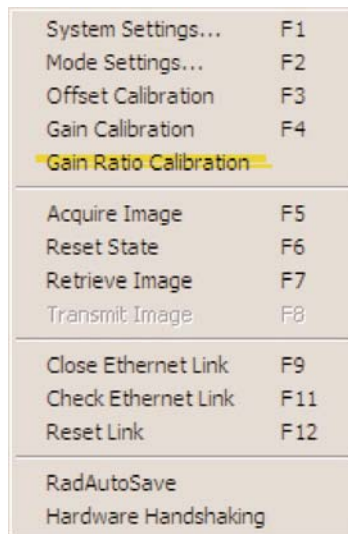 System Settings... F1
Mode Settings... F2
Offset Calibration F3
Gain Calibration F4
Gain Ratio Calibration
Acquire Image F5
Reset State F6
Retrieve Image F7
Transmit Image F8
Close Ethernet Link F9
Check Ethernet Link F11
Reset Link F12
RadAutoSave
Hardware Handshaking